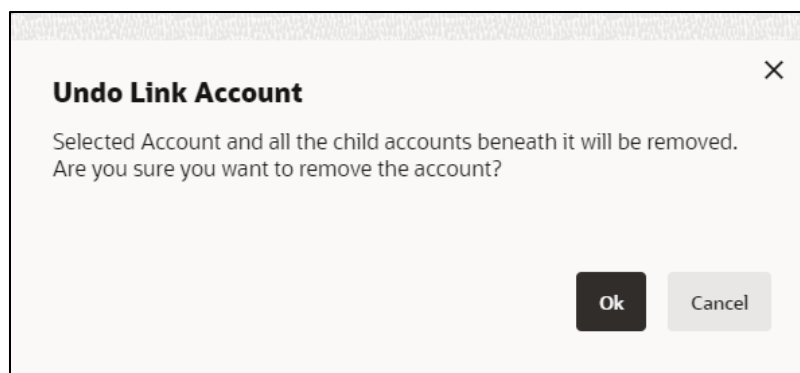 Undo Link Account
Selected Account and all the child accounts beneath it will be removed.
Are you sure you want to remove the account?
Ok
Cancel